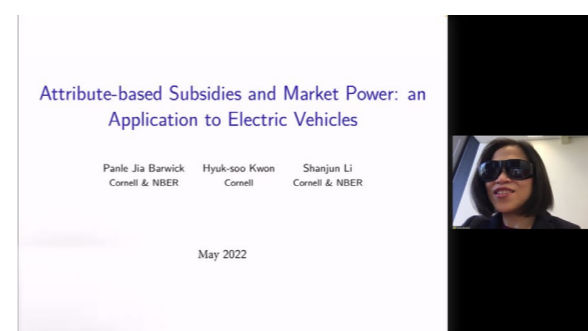 Attribute-based Subsidies and Market Power: an
Application to Electric Vehicles
Panle Jia Barwick Hyuk-soo Kwon Shanjun Li
Cornell & NBER Cornell Cornell & NBER
May 2022